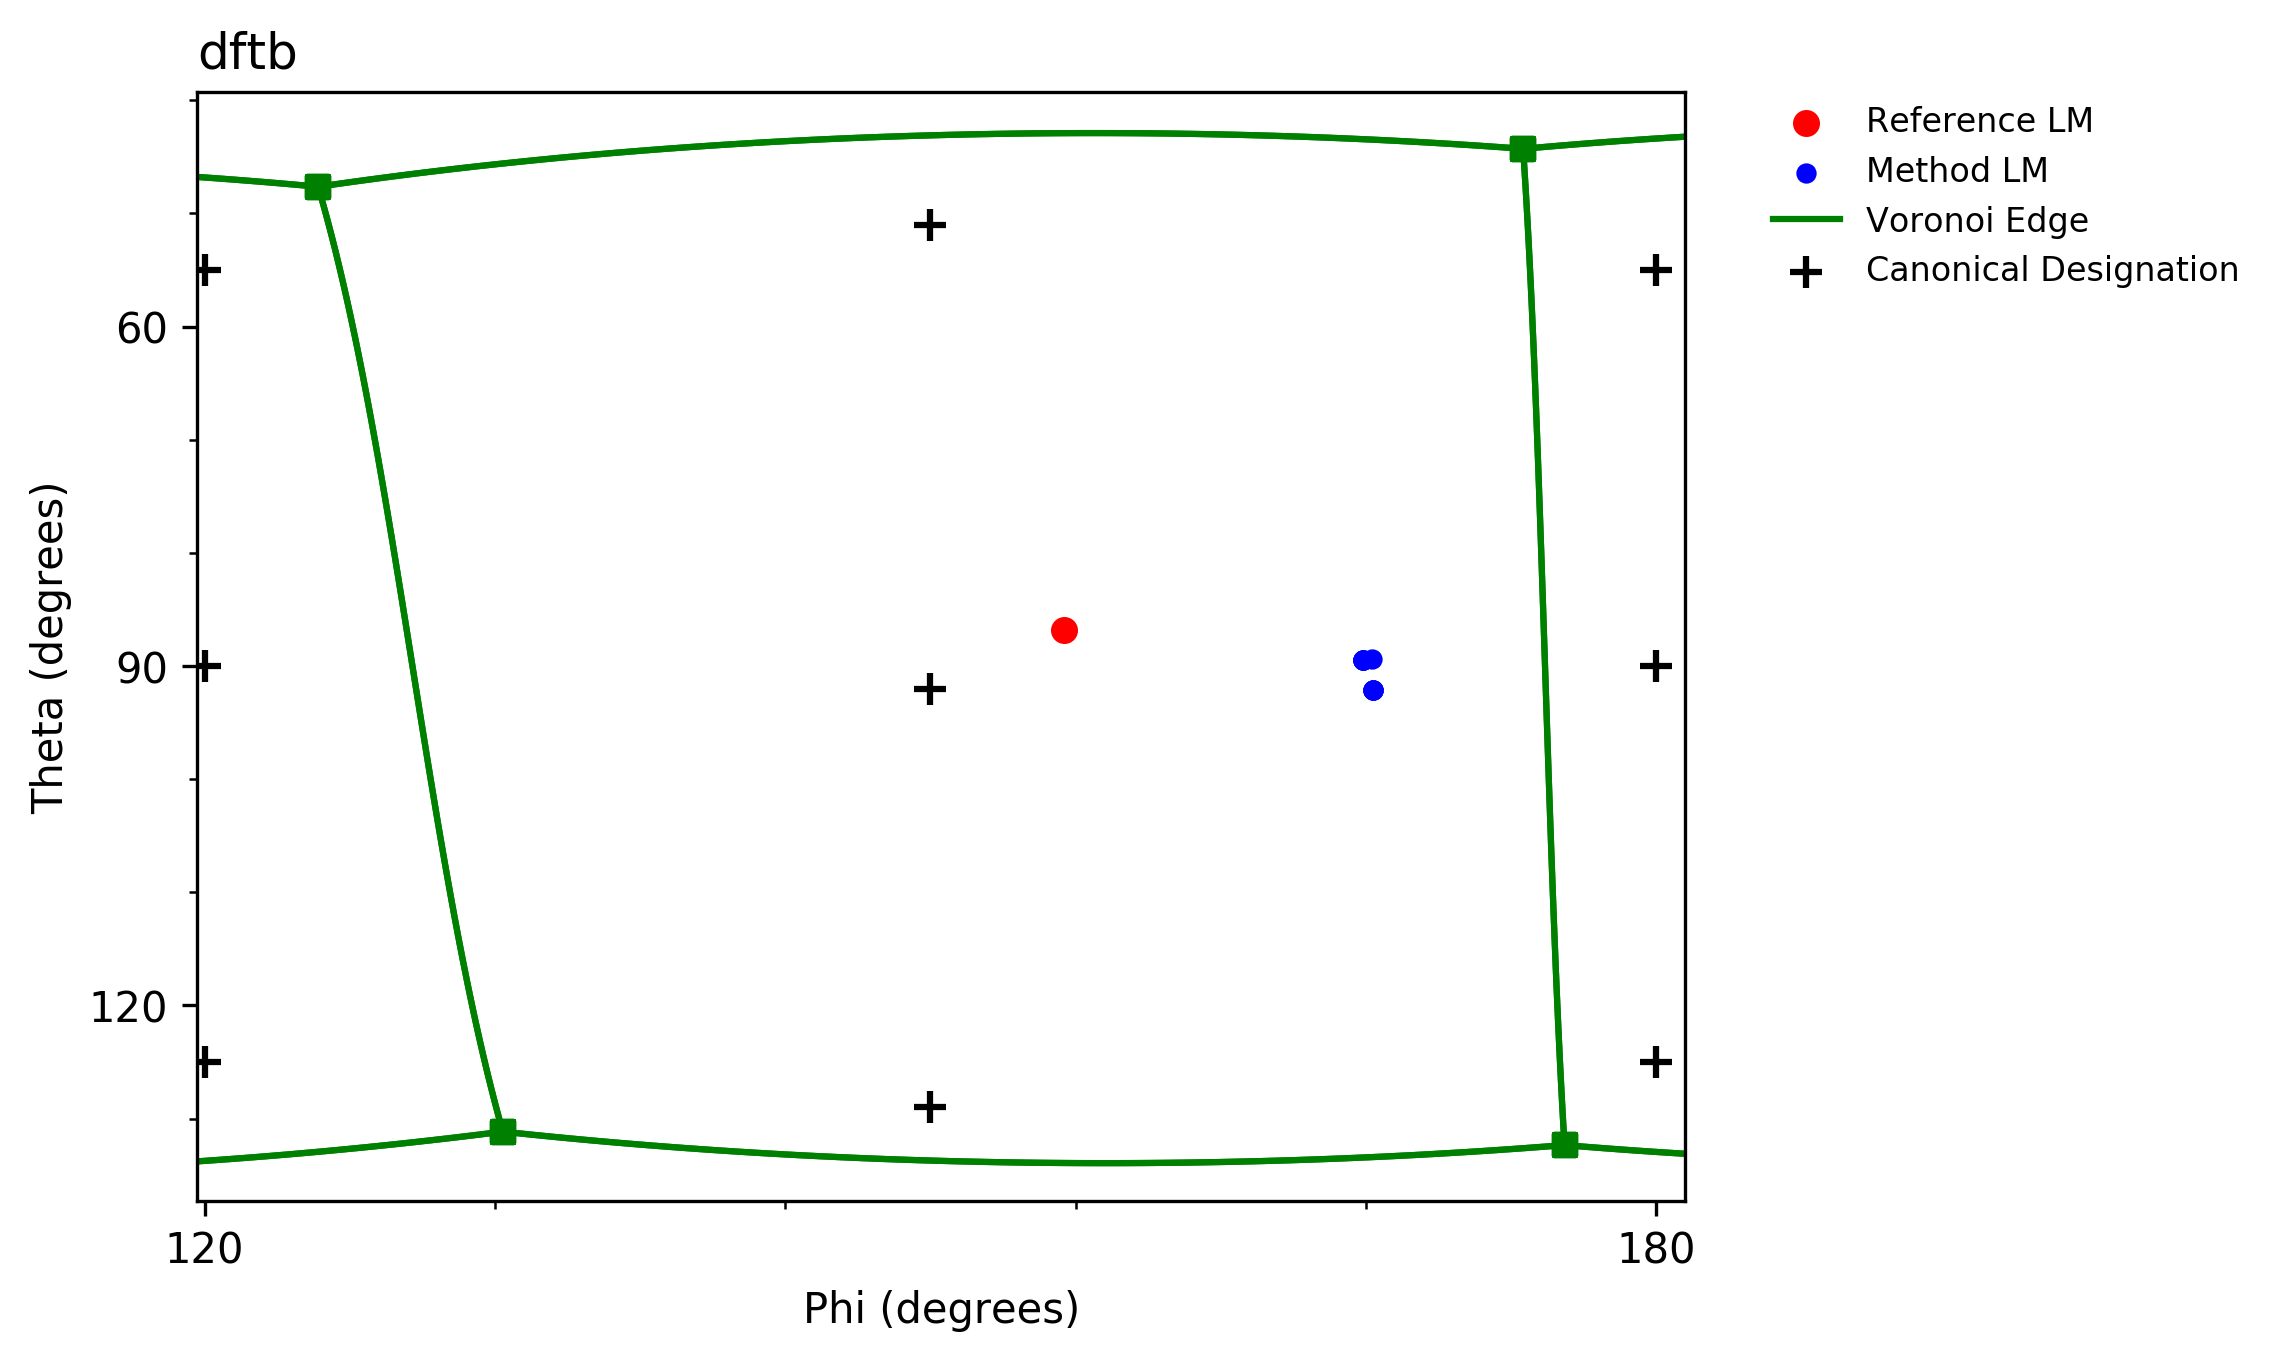 dftb
Reference LM
Method LM
Voronoi Edge
Canonical Designation
Theta (degrees)
60
90
120
120
180
Phi (degrees)